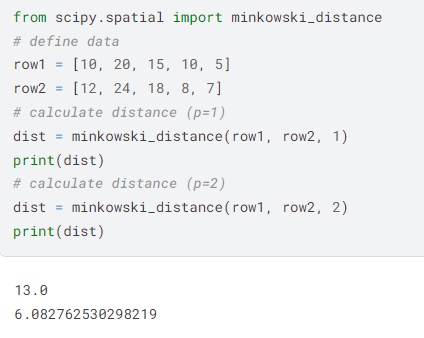 from scipy.spatial import minkowski_distance
# define data
row1 = [10, 20, 15, 10, 5]
row2 = [12, 24, 18, 8, 7]
# calculate distance (p=1)
dist = minkowski_distance(row1, row2, 1)
print(dist)
# calculate distance (p=2)
dist = minkowski_distance(row1, row2, 2)
print(dist)
13.0
6.082762530298219